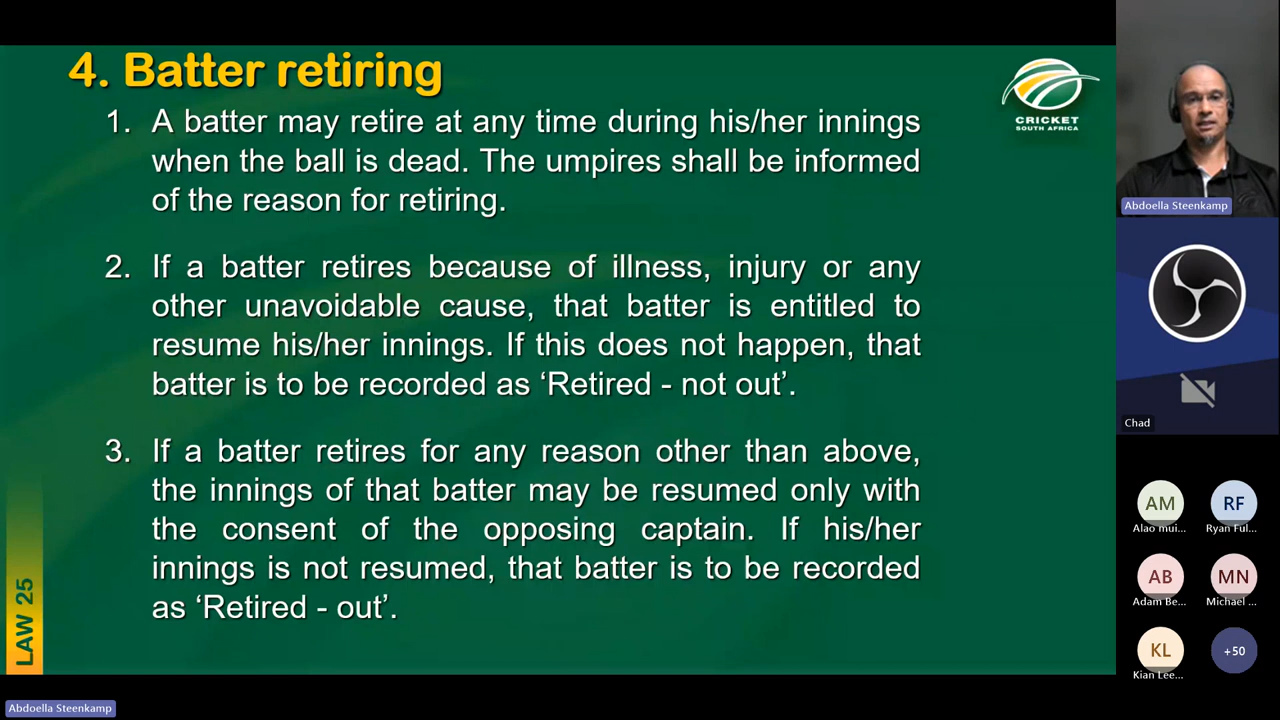 4. Batter retiring
1. A batter may retire at any time during his/her innings
when the ball is dead. The umpires shall be informed
of the reason for retiring.
2. If a batter retires because of illness, injury or any
other unavoidable cause, that batter is entitled to
resume his/her innings. If this does not happen, that
batter is to be recorded as ‘Retired - not out’.
3. If a batter retires for any reason other than above,
the innings of that batter may be resumed only with
the consent of the opposing captain. If his/her
innings is not resumed, that batter is to be recorded
as ‘Retired - out’.
LAW 25
CRICKET
SOUTH AFRICA
Abdoella Steenkamp
Abdoella Steenkamp
Chad
AM
Alao mui...
RF
Ryan Ful...
AB
Adam Be...
MN
Michael ...
KL
Kian Lee...
+50